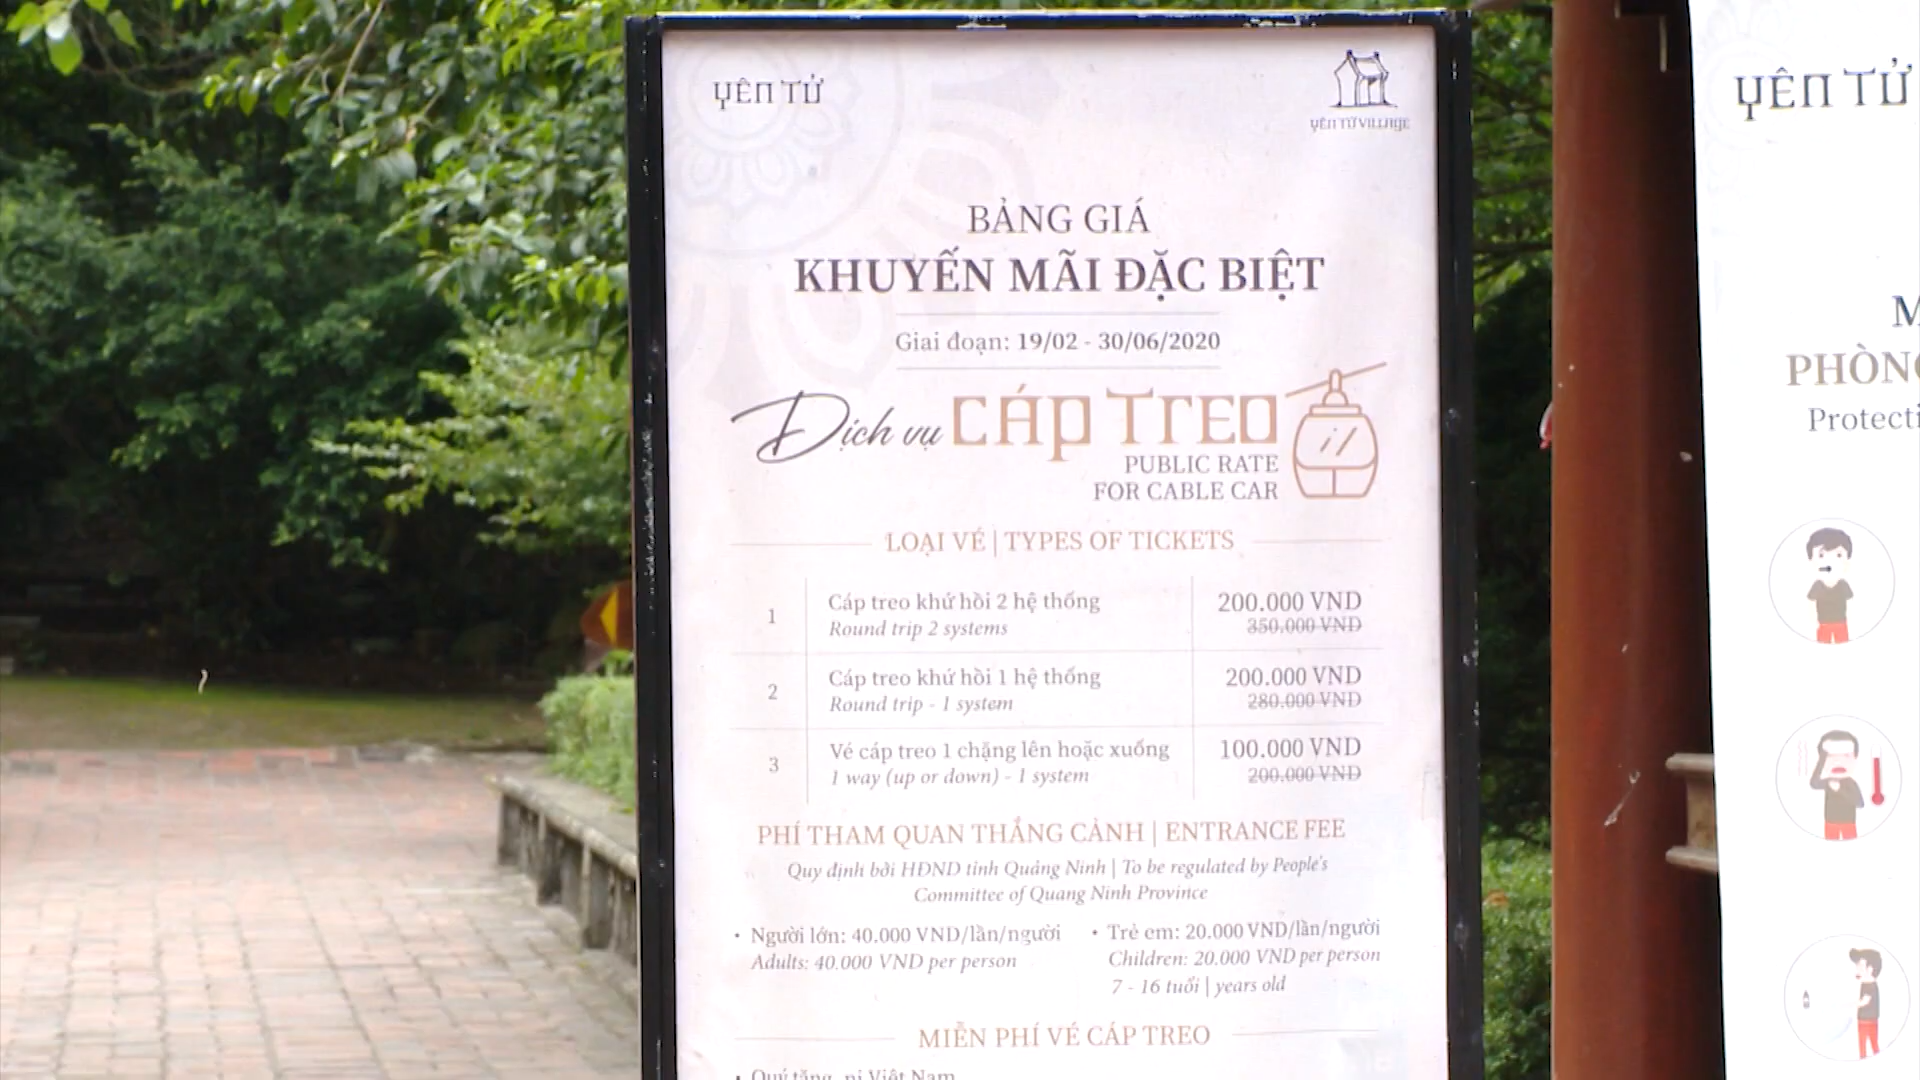 YÊN TỬ
YÊN TỬ VILLAGE
BẢNG GIÁ
KHUYẾN MÃI ĐẶC BIỆT
Giai đoạn: 19/02 - 30/06/2020
Dịch vụ CÁP TREO
PUBLIC RATE
FOR CABLE CAR
LOẠI VÉ | TYPES OF TICKETS
1
Cáp treo khứ hồi 2 hệ thống
Round trip 2 systems
200.000 VND
350.000 VND
2
Cáp treo khứ hồi 1 hệ thống
Round trip - 1 system
200.000 VND
280.000 VND
3
Vé cáp treo 1 chặng lên hoặc xuống
1 way (up or down) - 1 system
100.000 VND
200.000 VND
PHÍ THAM QUAN THẮNG CẢNH | ENTRANCE FEE
Quy định bởi HĐND tỉnh Quảng Ninh | To be regulated by People's
Committee of Quang Ninh Province
• Người lớn: 40.000 VND/lần/người
Adults: 40.000 VND per person
• Trẻ em: 20.000 VND/lần/người
Children: 20.000 VND per person
7 - 16 tuổi | years old
MIỄN PHÍ VÉ CÁP TREO
• Quý tăng, ni Việt Nam
YÊN TỬ
M
PHÒNG
Protecti